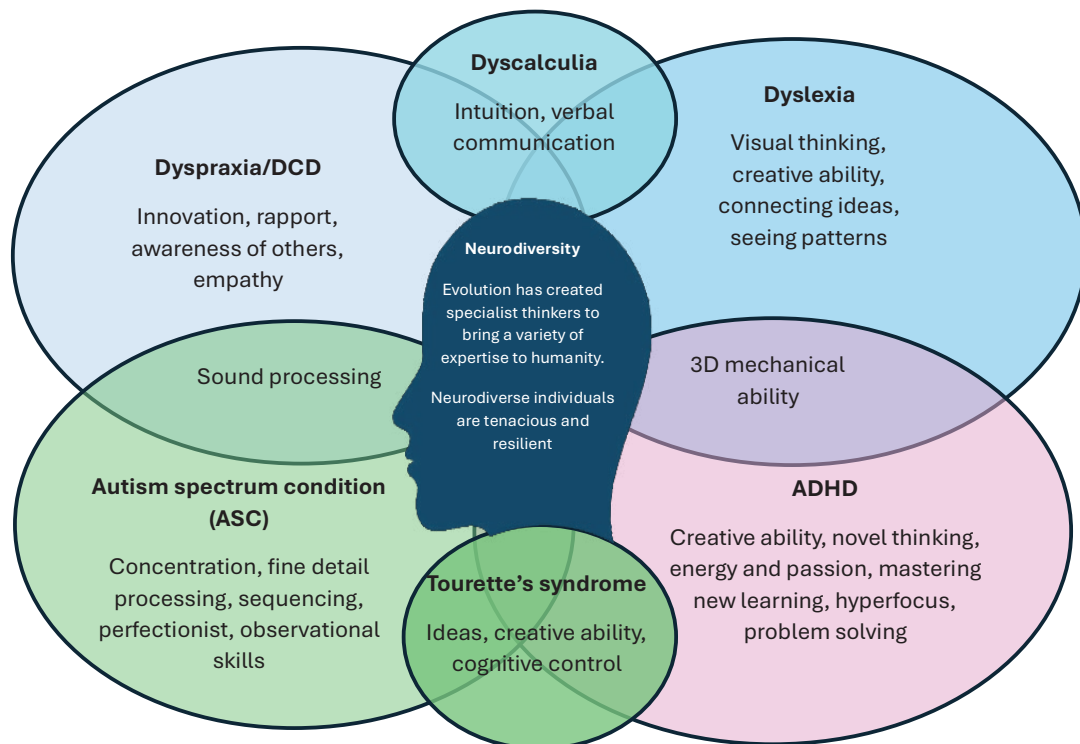 Dyscalculia
Intuition, verbal
communication
Dyslexia
Visual thinking,
creative ability,
connecting ideas,
seeing patterns
Dyspraxia/DCD
Innovation, rapport,
awareness of others,
empathy
Neurodiversity
Evolution has created
specialist thinkers to
bring a variety of
expertise to humanity.
Neurodiverse individuals
are tenacious and
resilient
Sound processing
3D mechanical
ability
Autism spectrum condition
(ASC)
Concentration, fine detail
processing, sequencing,
perfectionist, observational
skills
ADHD
Creative ability, novel thinking,
energy and passion, mastering
new learning, hyperfocus,
problem solving
Tourette’s syndrome
Ideas, creative ability,
cognitive control